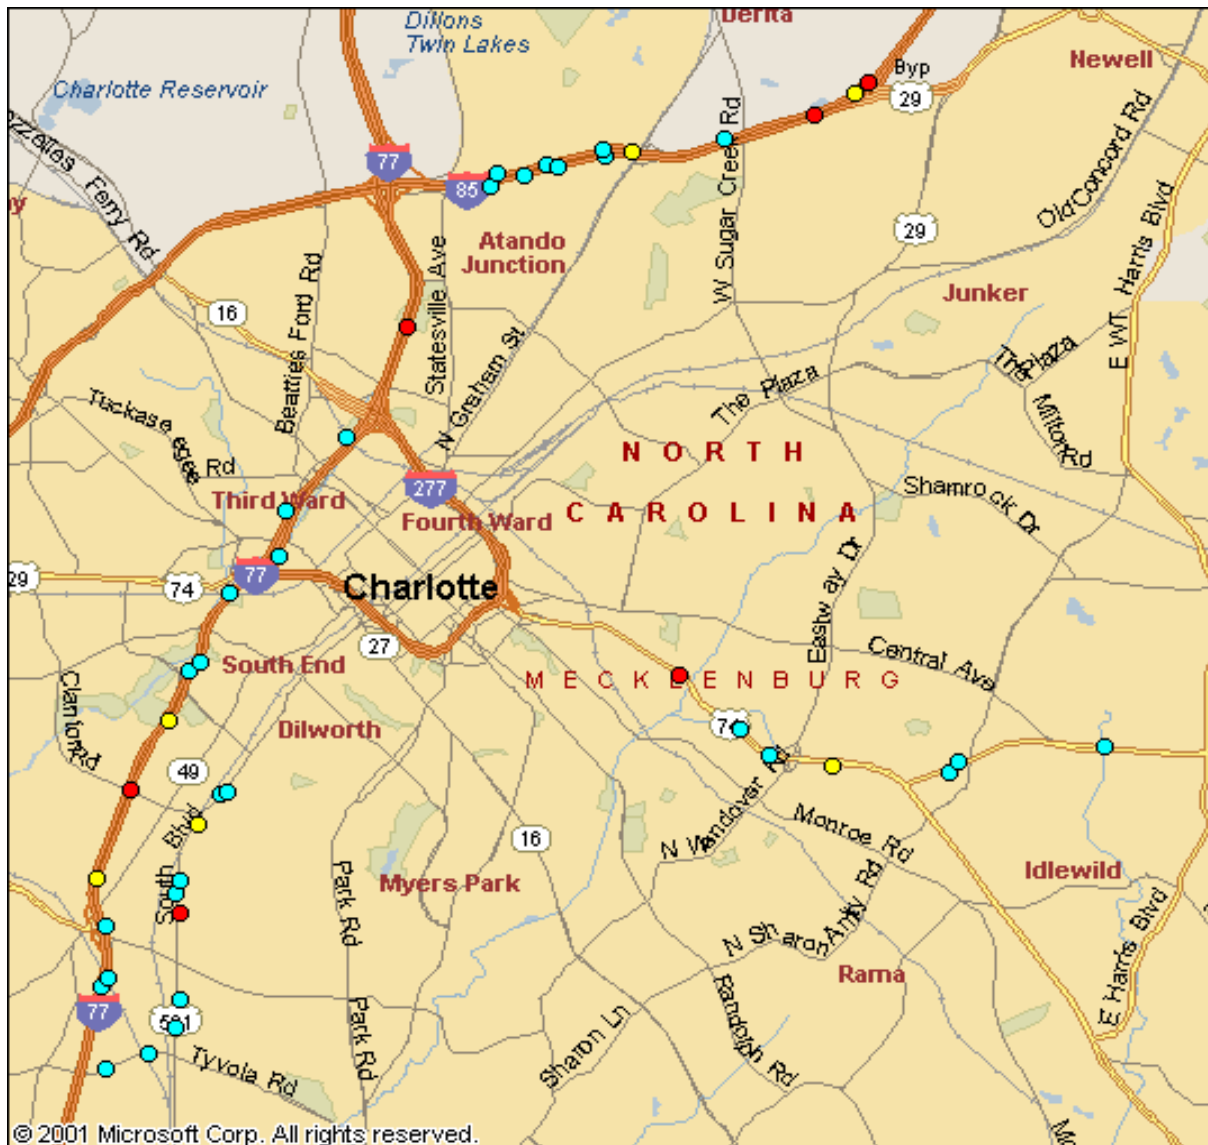 Derita
Dillons
Twin Lakes
Newell
Byp
29
Charlotte Reservoir
ozzelles Ferry Rd
77
85
W Sugar Creek Rd
Old Concord Rd
E WT Harris Blvd
ay
29
Atando
Junction
Statesville Ave
Beatties Ford Rd
16
Junker
N Graham St
The Plaza
The Plaza
Tuckaseegee Rd
Milton Rd
NORTH
CAROLINA
277
Third Ward
Fourth Ward
Shamrock Dr
Eastway Dr
29
74
77
Charlotte
27
South End
MECKLENBURG
Central Ave
Clanton Rd
Dilworth
74
49
N Wendover Rd
South Blvd
16
Monroe Rd
Park Rd
Myers Park
Idlewild
N Sharon Amity Rd
Rama
E Harris Blvd
77
521
Tyvola Rd
Park Rd
Sharon Ln
Randolph Rd
© 2001 Microsoft Corp. All rights reserved.